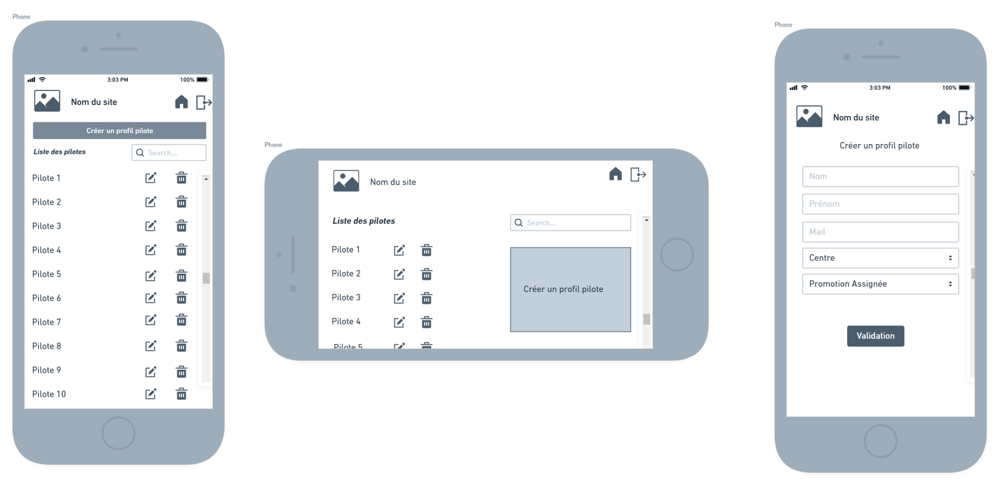 Phone
3:03 PM
100%
Nom du site
Créer un profil pilote
Liste des pilotes
Search....
Pilote 1
Pilote 2
Pilote 3
Pilote 4
Pilote 5
Pilote 6
Pilote 7
Pilote 8
Pilote 9
Pilote 10
Phone
Nom du site
Liste des pilotes
Search....
Pilote 1
Pilote 2
Pilote 3
Pilote 4
Pilote 5
Créer un profil pilote
Phone
3:03 PM
100%
Nom du site
Créer un profil pilote
Nom
Prénom
Mail
Centre
Promotion Assignée
Validation